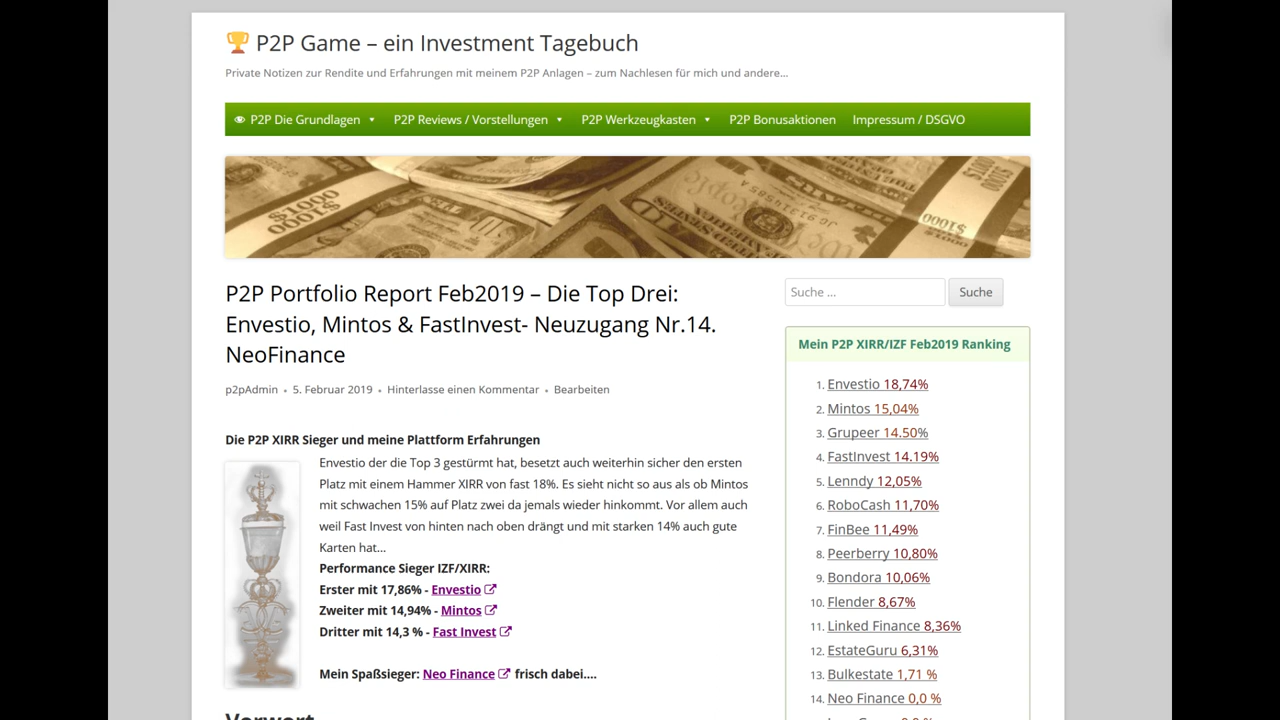 🏆 P2P Game – ein Investment Tagebuch
Private Notizen zur Rendite und Erfahrungen mit meinem P2P Anlagen – zum Nachlesen für mich und andere…
P2P Die Grundlagen P2P Reviews / Vorstellungen P2P Werkzeugkasten P2P Bonusaktionen Impressum / DSGVO
$1000
P2P Portfolio Report Feb2019 – Die Top Drei:
Envestio, Mintos & FastInvest- Neuzugang Nr.14.
NeoFinance
p2pAdmin • 5. Februar 2019 • Hinterlasse einen Kommentar • Bearbeiten
Die P2P XIRR Sieger und meine Plattform Erfahrungen
Envestio der die Top 3 gestürmt hat, besetzt auch weiterhin sicher den ersten
Platz mit einem Hammer XIRR von fast 18%. Es sieht nicht so aus als ob Mintos
mit schwachen 15% auf Platz zwei da jemals wieder hinkommt. Vor allem auch
weil Fast Invest von hinten nach oben drängt und mit starken 14% auch gute
Karten hat…
Performance Sieger IZF/XIRR:
Erster mit 17,86% - Envestio
Zweiter mit 14,94% - Mintos
Dritter mit 14,3 % - Fast Invest
Mein Spaßsieger: Neo Finance frisch dabei….
Vorwort
Suche …
Suche
Mein P2P XIRR/IZF Feb2019 Ranking
1. Envestio 18,74%
2. Mintos 15,04%
3. Grupeer 14.50%
4. FastInvest 14.19%
5. Lenndy 12,05%
6. RoboCash 11,70%
7. FinBee 11,49%
8. Peerberry 10,80%
9. Bondora 10,06%
10. Flender 8,67%
11. Linked Finance 8,36%
12. EstateGuru 6,31%
13. Bulkestate 1,71 %
14. Neo Finance 0,0 %